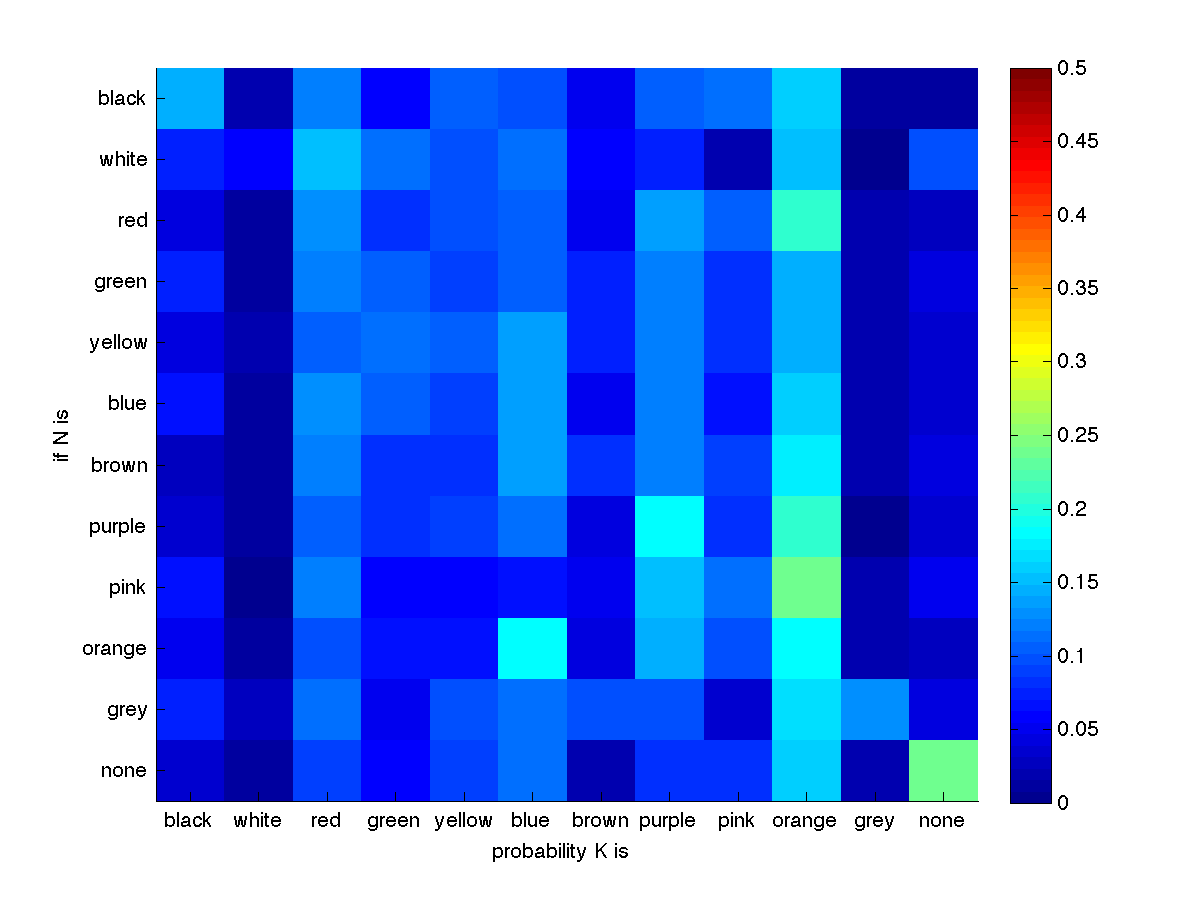 black
white
red
green
yellow
blue
brown
purple
pink
orange
grey
none
if N is
black white red green yellow blue brown purple pink orange grey none
probability K is
0.5
0.45
0.4
0.35
0.3
0.25
0.2
0.15
0.1
0.05
0